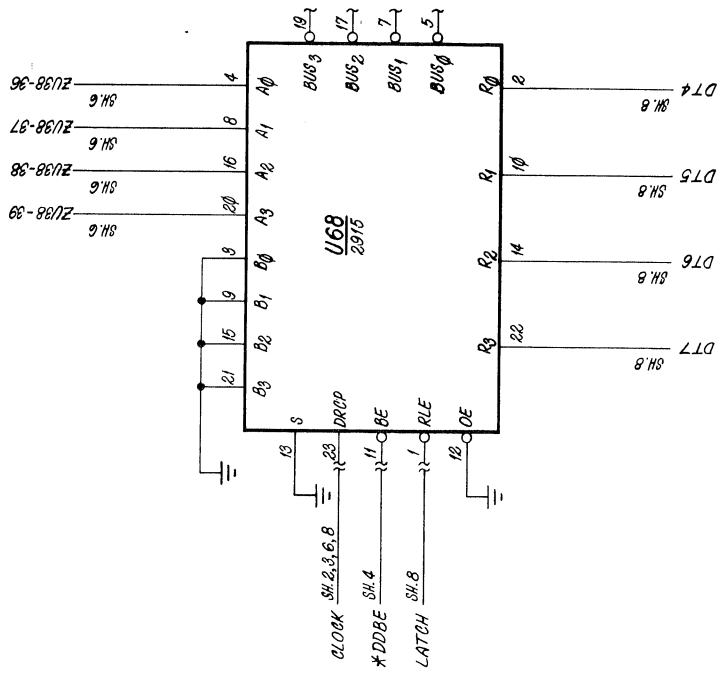 19
17
7
5
BUS3
BUS2
BUS1
BUSØ
ZU38-36
SH.6
4
AØ
ZU38-37
SH.6
8
A1
ZU38-38
SH.6
16
A2
ZU38-39
SH.6
2Ø
A3
3
BØ
9
B1
15
B2
21
B3
U68
2915
RØ
2
SH.8
DT4
R1
1Ø
SH.8
DT5
R2
14
SH.8
DT6
R3
22
SH.8
DT7
S
DRCP
BE
RLE
OE
13
23
11
1
12
CLOCK SH.2,3,6,8
*DDBE SH.4
LATCH SH.8